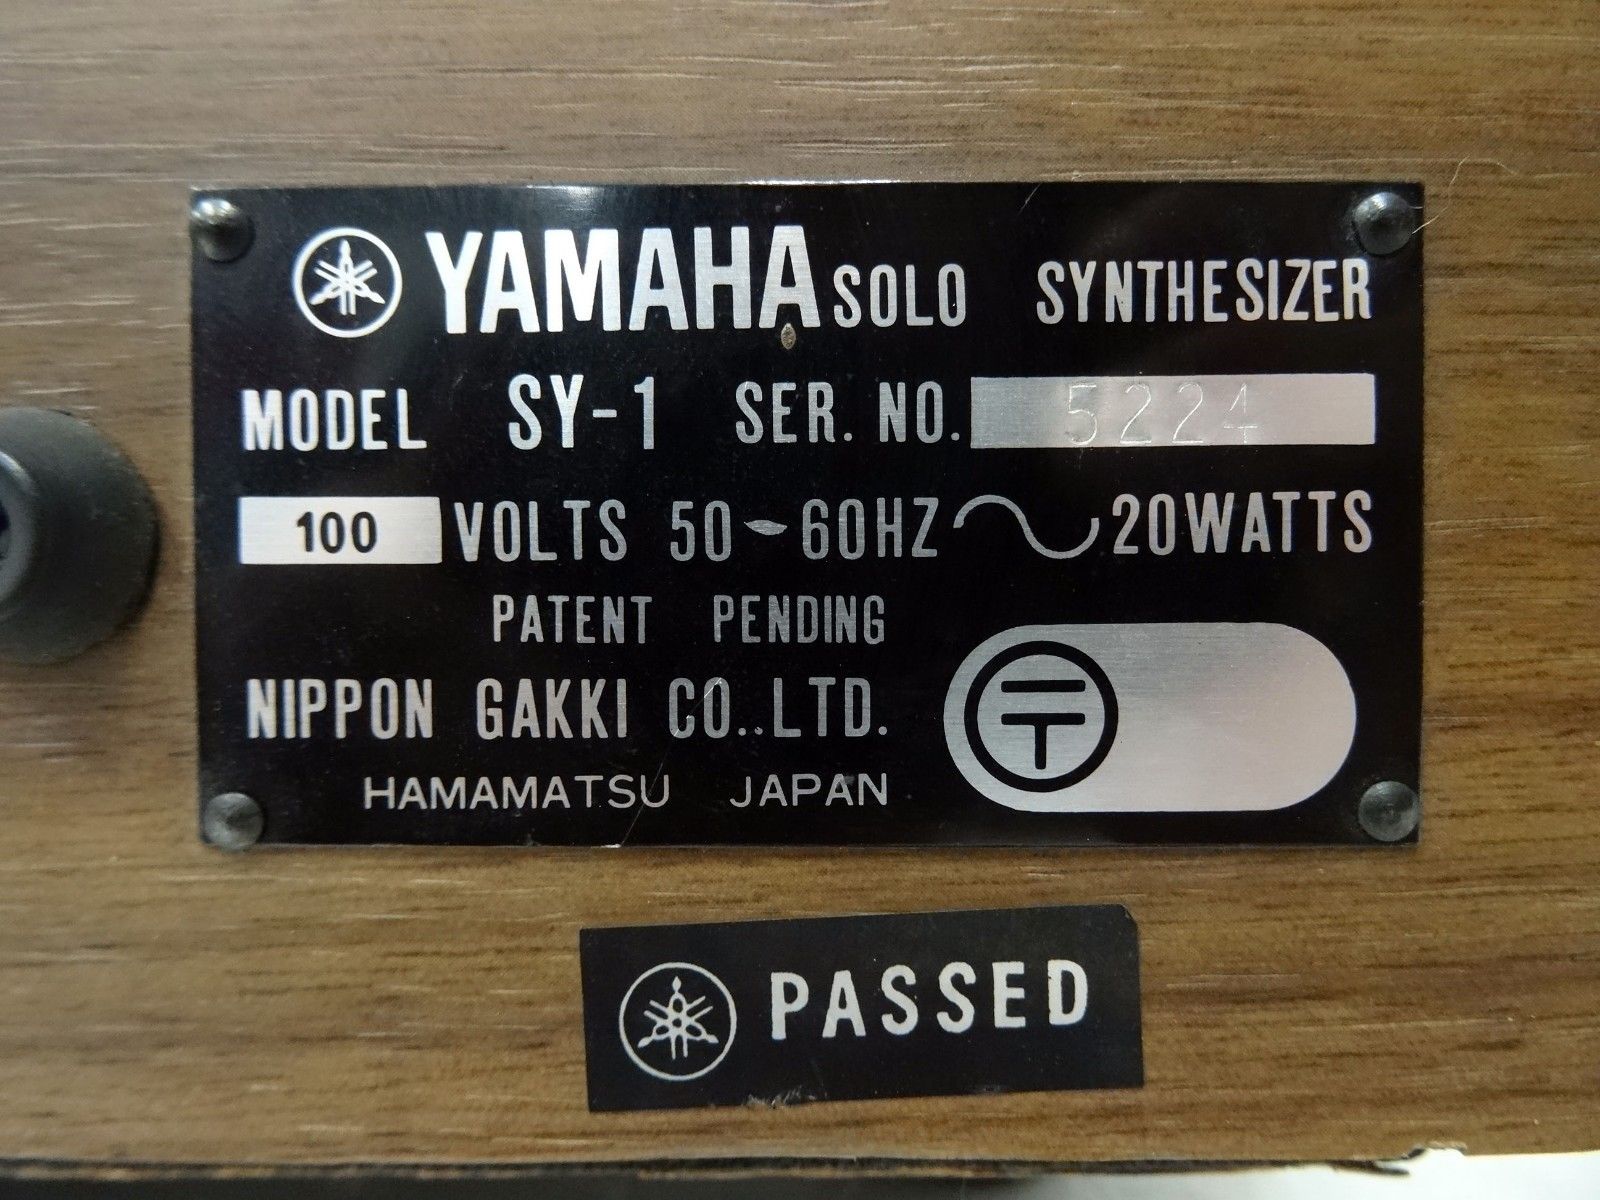 YAMAHA SOLO SYNTHESIZER
MODEL SY-1 SER. NO. 5224
100 VOLTS 50~60HZ ~ 20WATTS
PATENT PENDING
NIPPON GAKKI CO.,LTD.
HAMAMATSU JAPAN
〒
PASSED